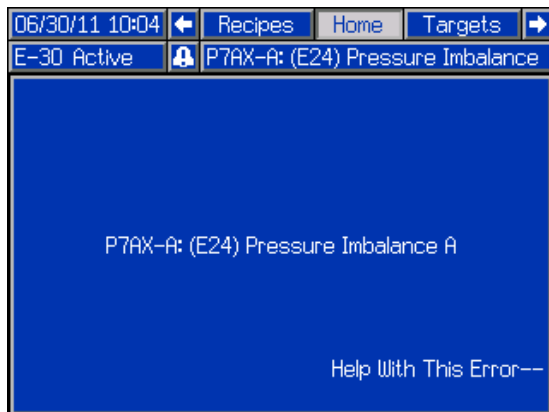 06/30/11 10:04 Recipes Home Targets
E-30 Active P7AX-A: (E24) Pressure Imbalance
P7AX-A: (E24) Pressure Imbalance A
Help With This Error--